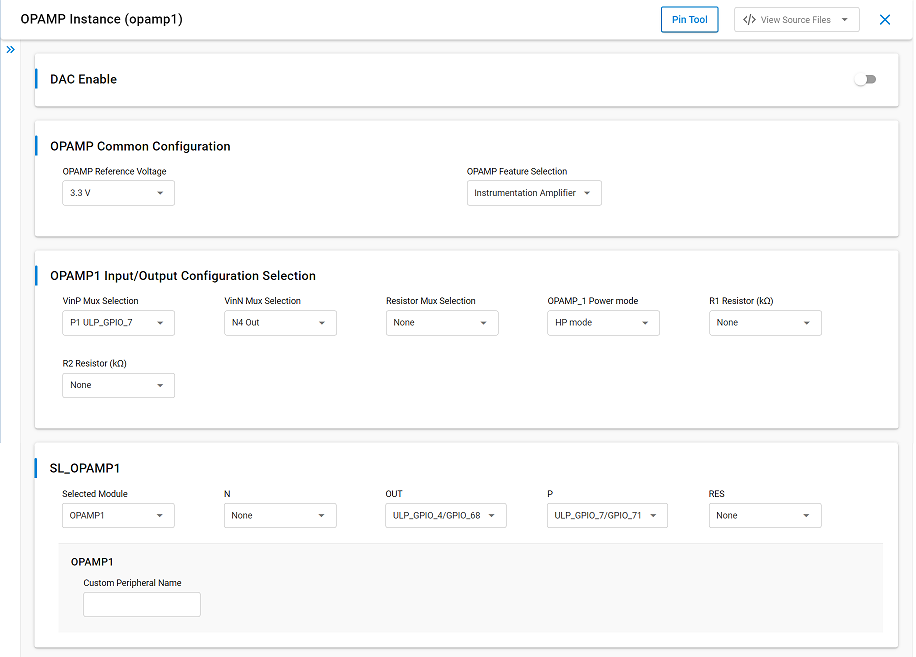 OPAMP Instance (opamp1)
Pin Tool
</> View Source Files
DAC Enable
OPAMP Common Configuration
OPAMP Reference Voltage
OPAMP Feature Selection
3.3 V
Instrumentation Amplifier
OPAMP1 Input/Output Configuration Selection
VinP Mux Selection
VinN Mux Selection
Resistor Mux Selection
OPAMP_1 Power mode
R1 Resistor (kΩ)
P1 ULP_GPIO_7
N4 Out
None
HP mode
None
R2 Resistor (kΩ)
None
SL_OPAMP1
Selected Module
N
OUT
P
RES
OPAMP1
None
ULP_GPIO_4/GPIO_68
ULP_GPIO_7/GPIO_71
None
OPAMP1
Custom Peripheral Name